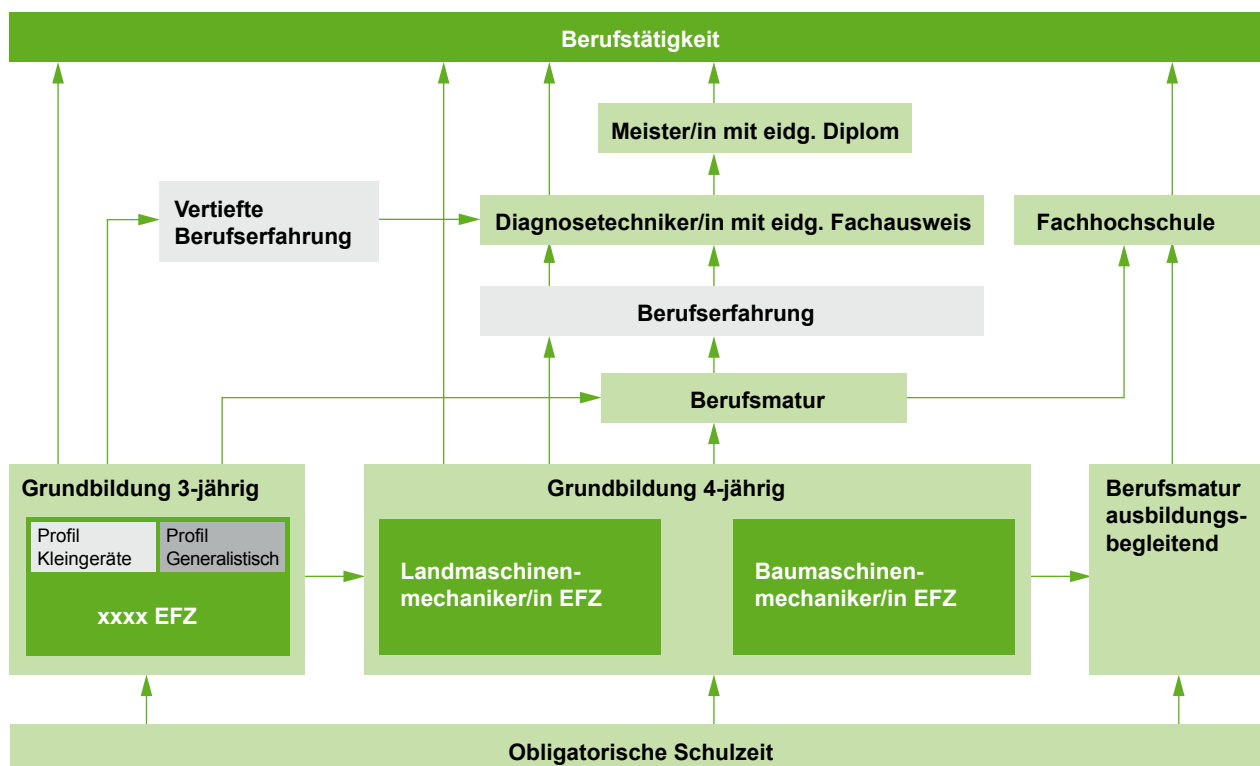 Berufstätigkeit
Meister/in mit eidg. Diplom
Vertiefte
Berufserfahrung
Diagnosetechniker/in mit eidg. Fachausweis
Fachhochschule
Berufserfahrung
Berufsmatur
Grundbildung 3-jährig
Profil
Kleingeräte
Profil
Generalistisch
xxxx EFZ
Grundbildung 4-jährig
Landmaschinen-
mechaniker/in EFZ
Baumaschinen-
mechaniker/in EFZ
Berufsmatur
ausbildungs-
begleitend
Obligatorische Schulzeit